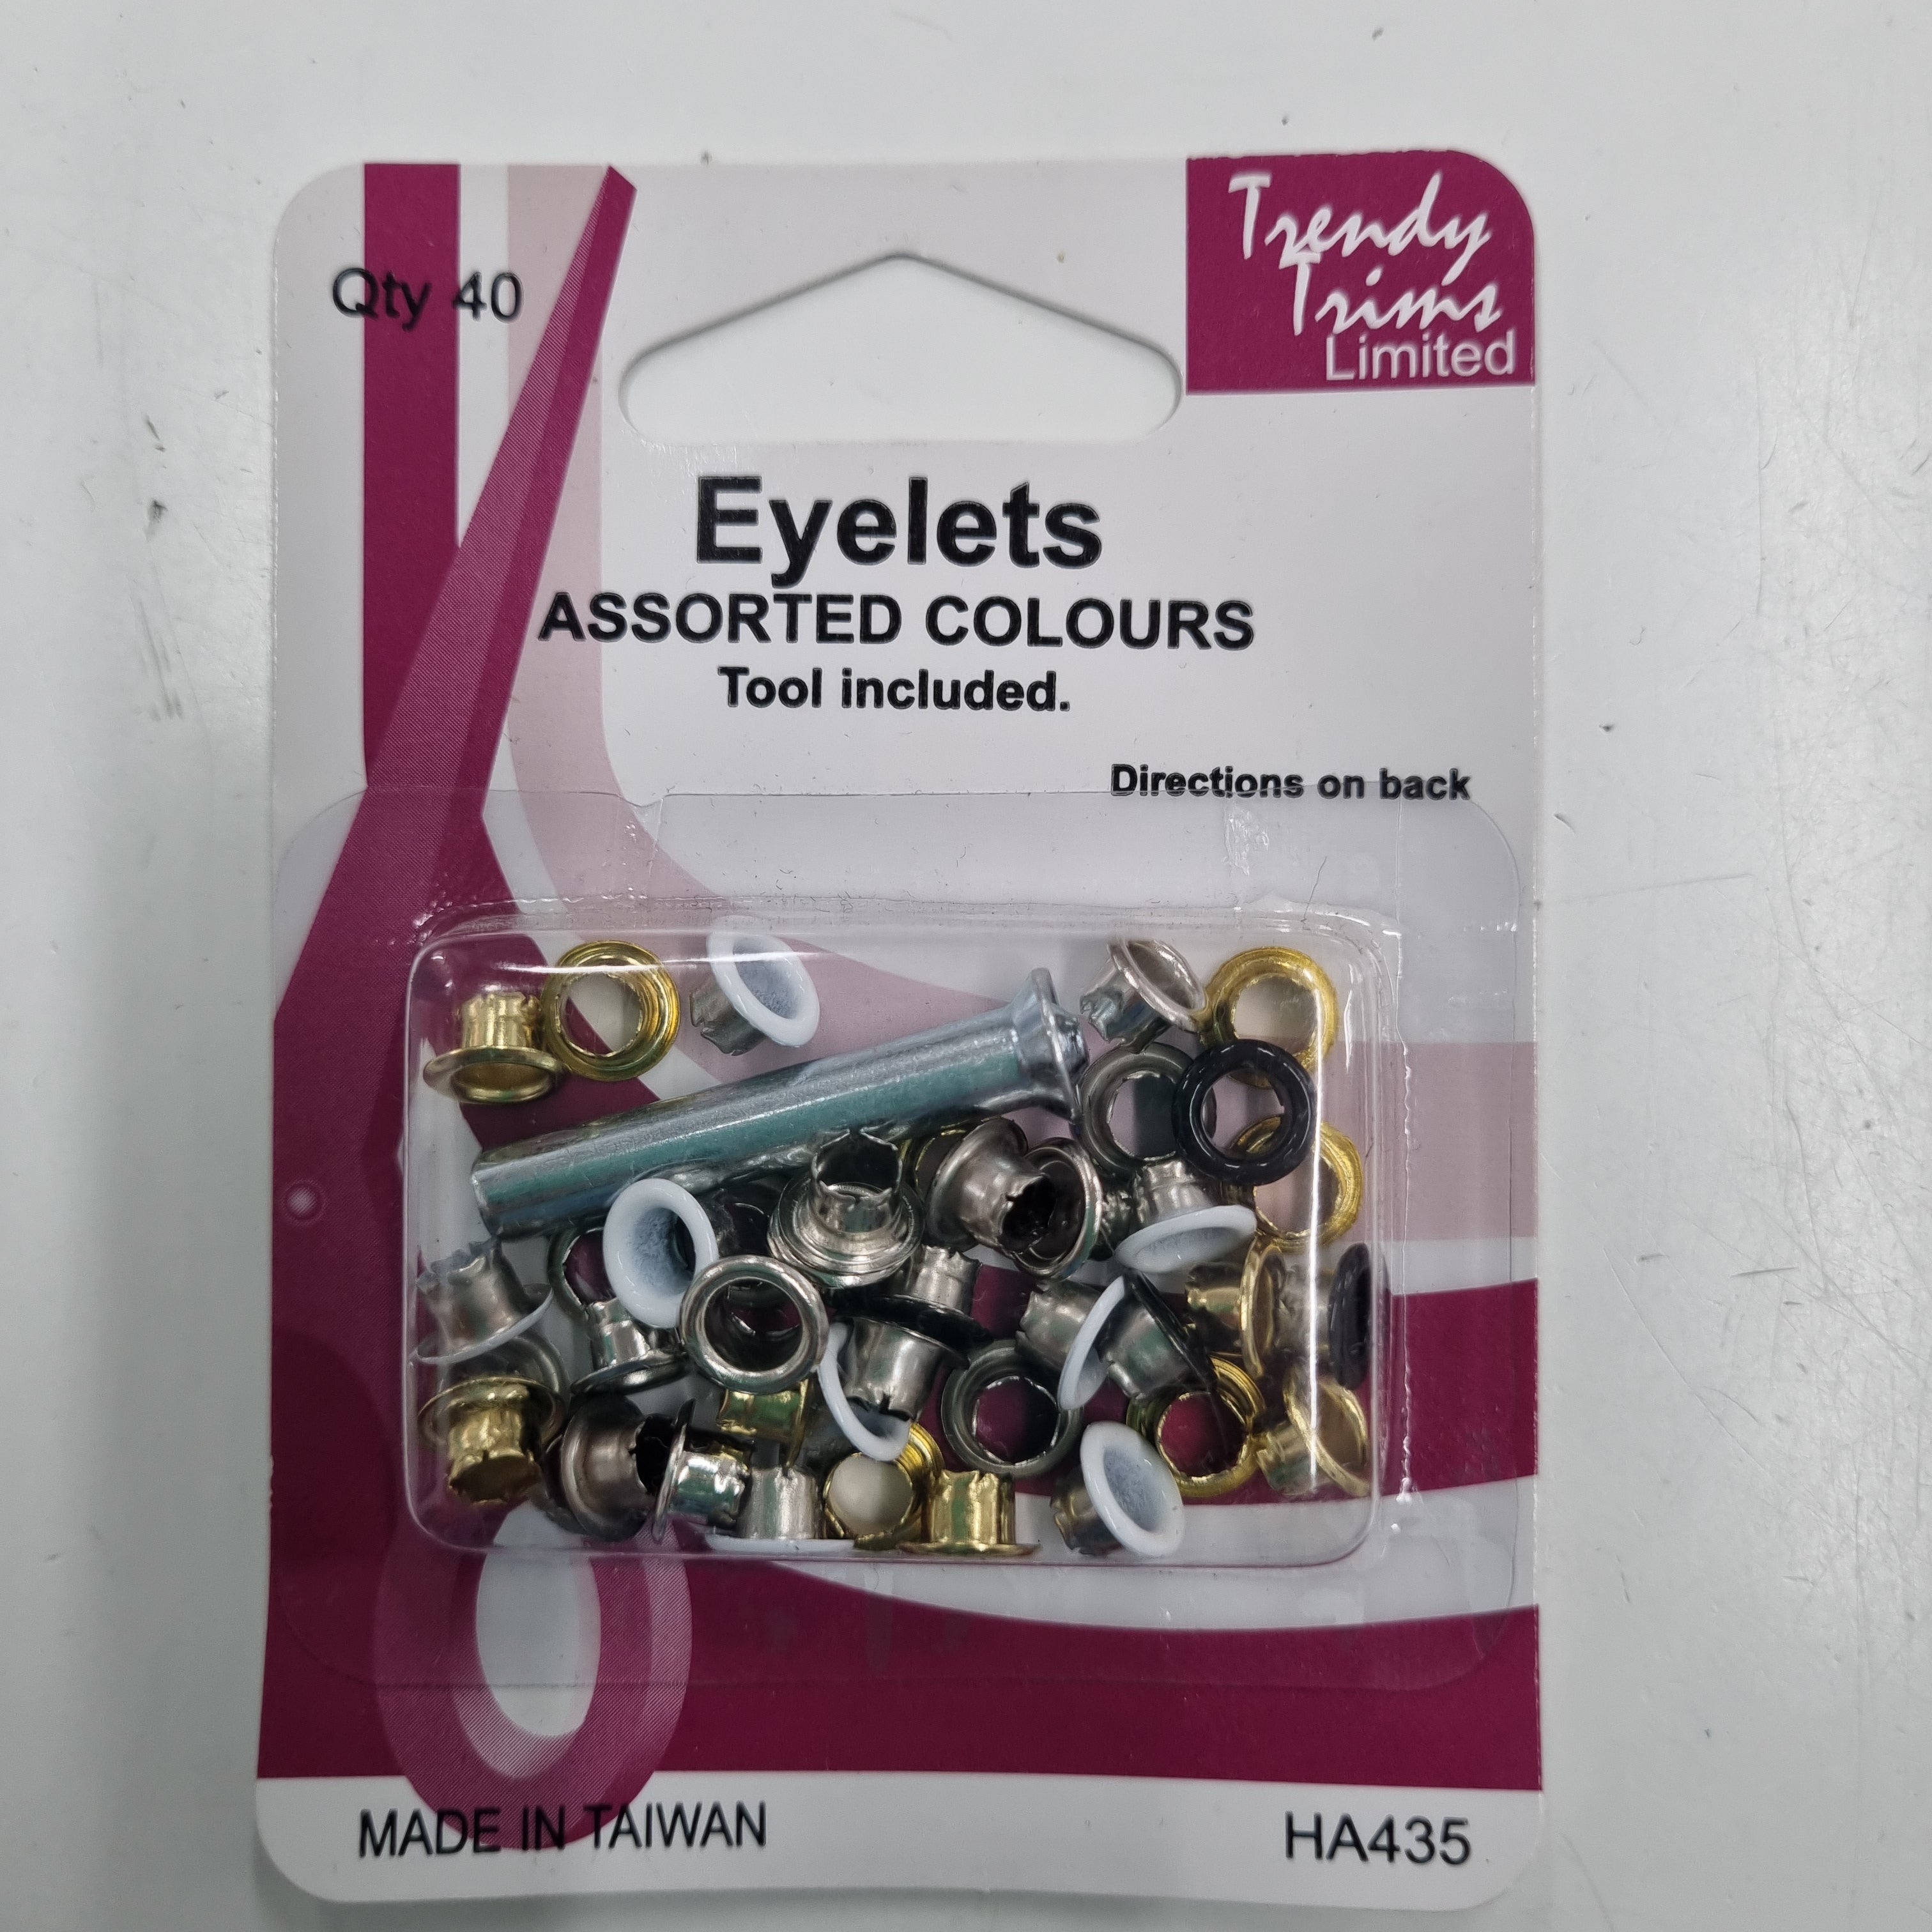 Qty 40
Trendy
Trims
Limited
Eyelets
ASSORTED COLOURS
Tool included.
Directions on back
MADE IN TAIWAN
HA435